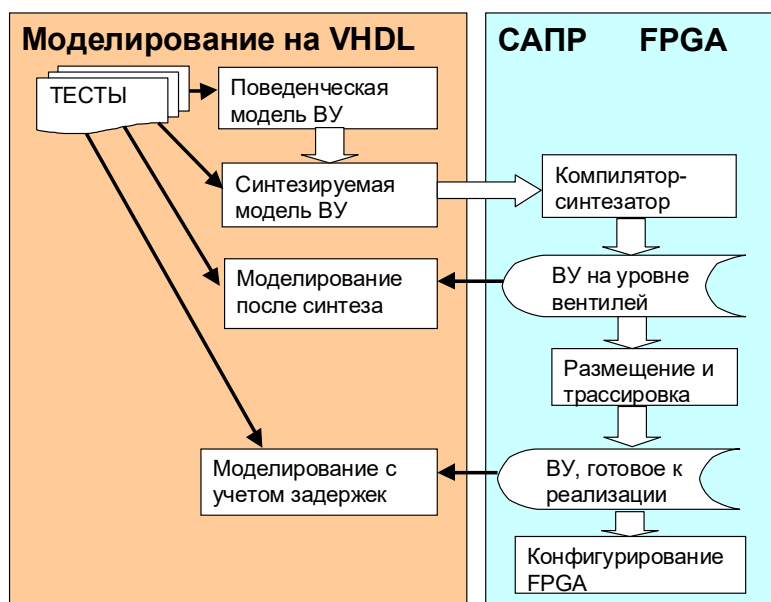 Моделирование на VHDL
САПР FPGA
ТЕСТЫ
Поведенческая
модель ВУ
Синтезируемая
модель ВУ
Компилятор-
синтезатор
Моделирование
после синтеза
ВУ на уровне
вентилей
Размещение и
трассировка
Моделирование с
учетом задержек
ВУ, готовое к
реализации
Конфигурирование
FPGA